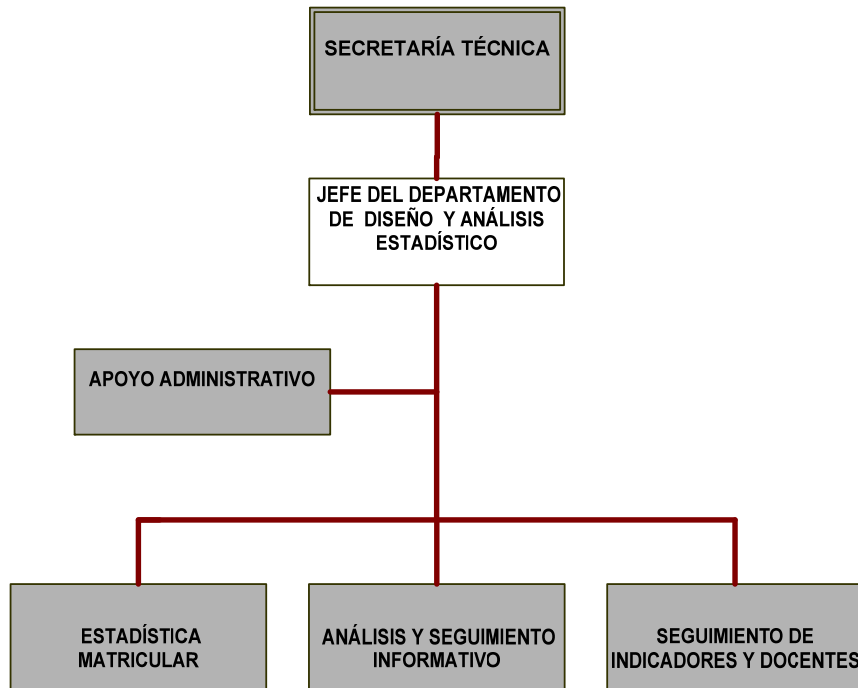 SECRETARÍA TÉCNICA
JEFE DEL DEPARTAMENTO
DE DISEÑO Y ANÁLISIS
ESTADÍSTICO
APOYO ADMINISTRATIVO
ESTADÍSTICA
MATRICULAR
ANÁLISIS Y SEGUIMIENTO
INFORMATIVO
SEGUIMIENTO DE
INDICADORES Y DOCENTES